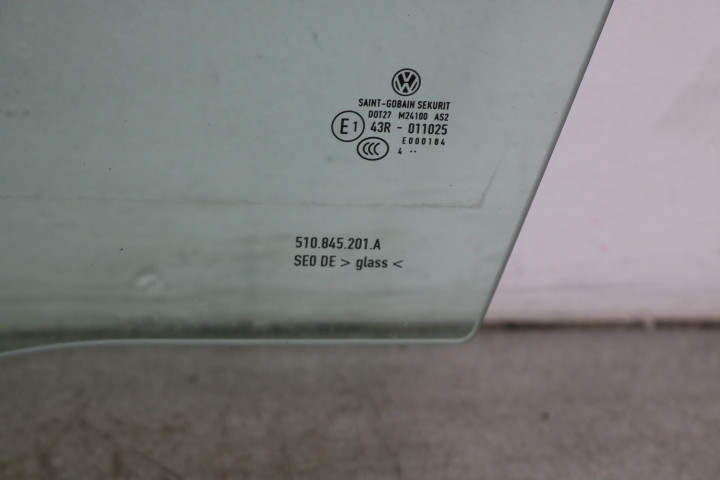 SAINT-GOBAIN SEKURIT
DOT27 M24100 AS2
E1 43R - 011025
E000184
CCC 4 ··
510.845.201.A
SEO DE > glass <